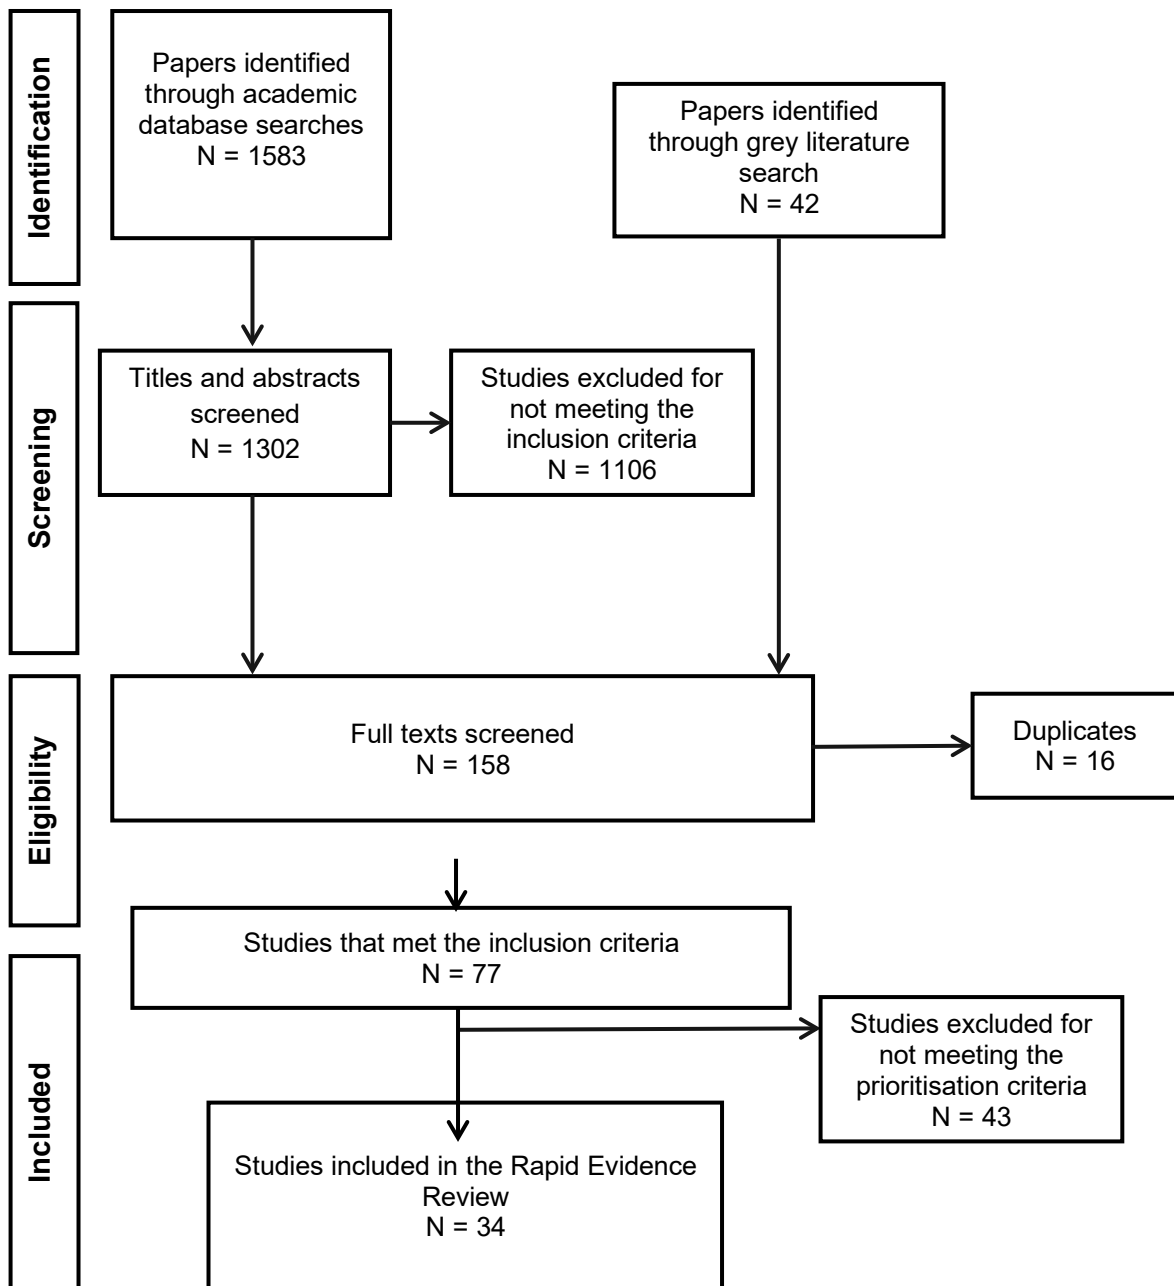 Identification
Papers identified
through academic
database searches
N = 1583
Papers identified
through grey literature
search
N = 42
Screening
Titles and abstracts
screened
N = 1302
Studies excluded for
not meeting the
inclusion criteria
N = 1106
Eligibility
Full texts screened
N = 158
Duplicates
N = 16
Studies that met the inclusion criteria
N = 77
Included
Studies excluded for
not meeting the
prioritisation criteria
N = 43
Studies included in the Rapid Evidence
Review
N = 34